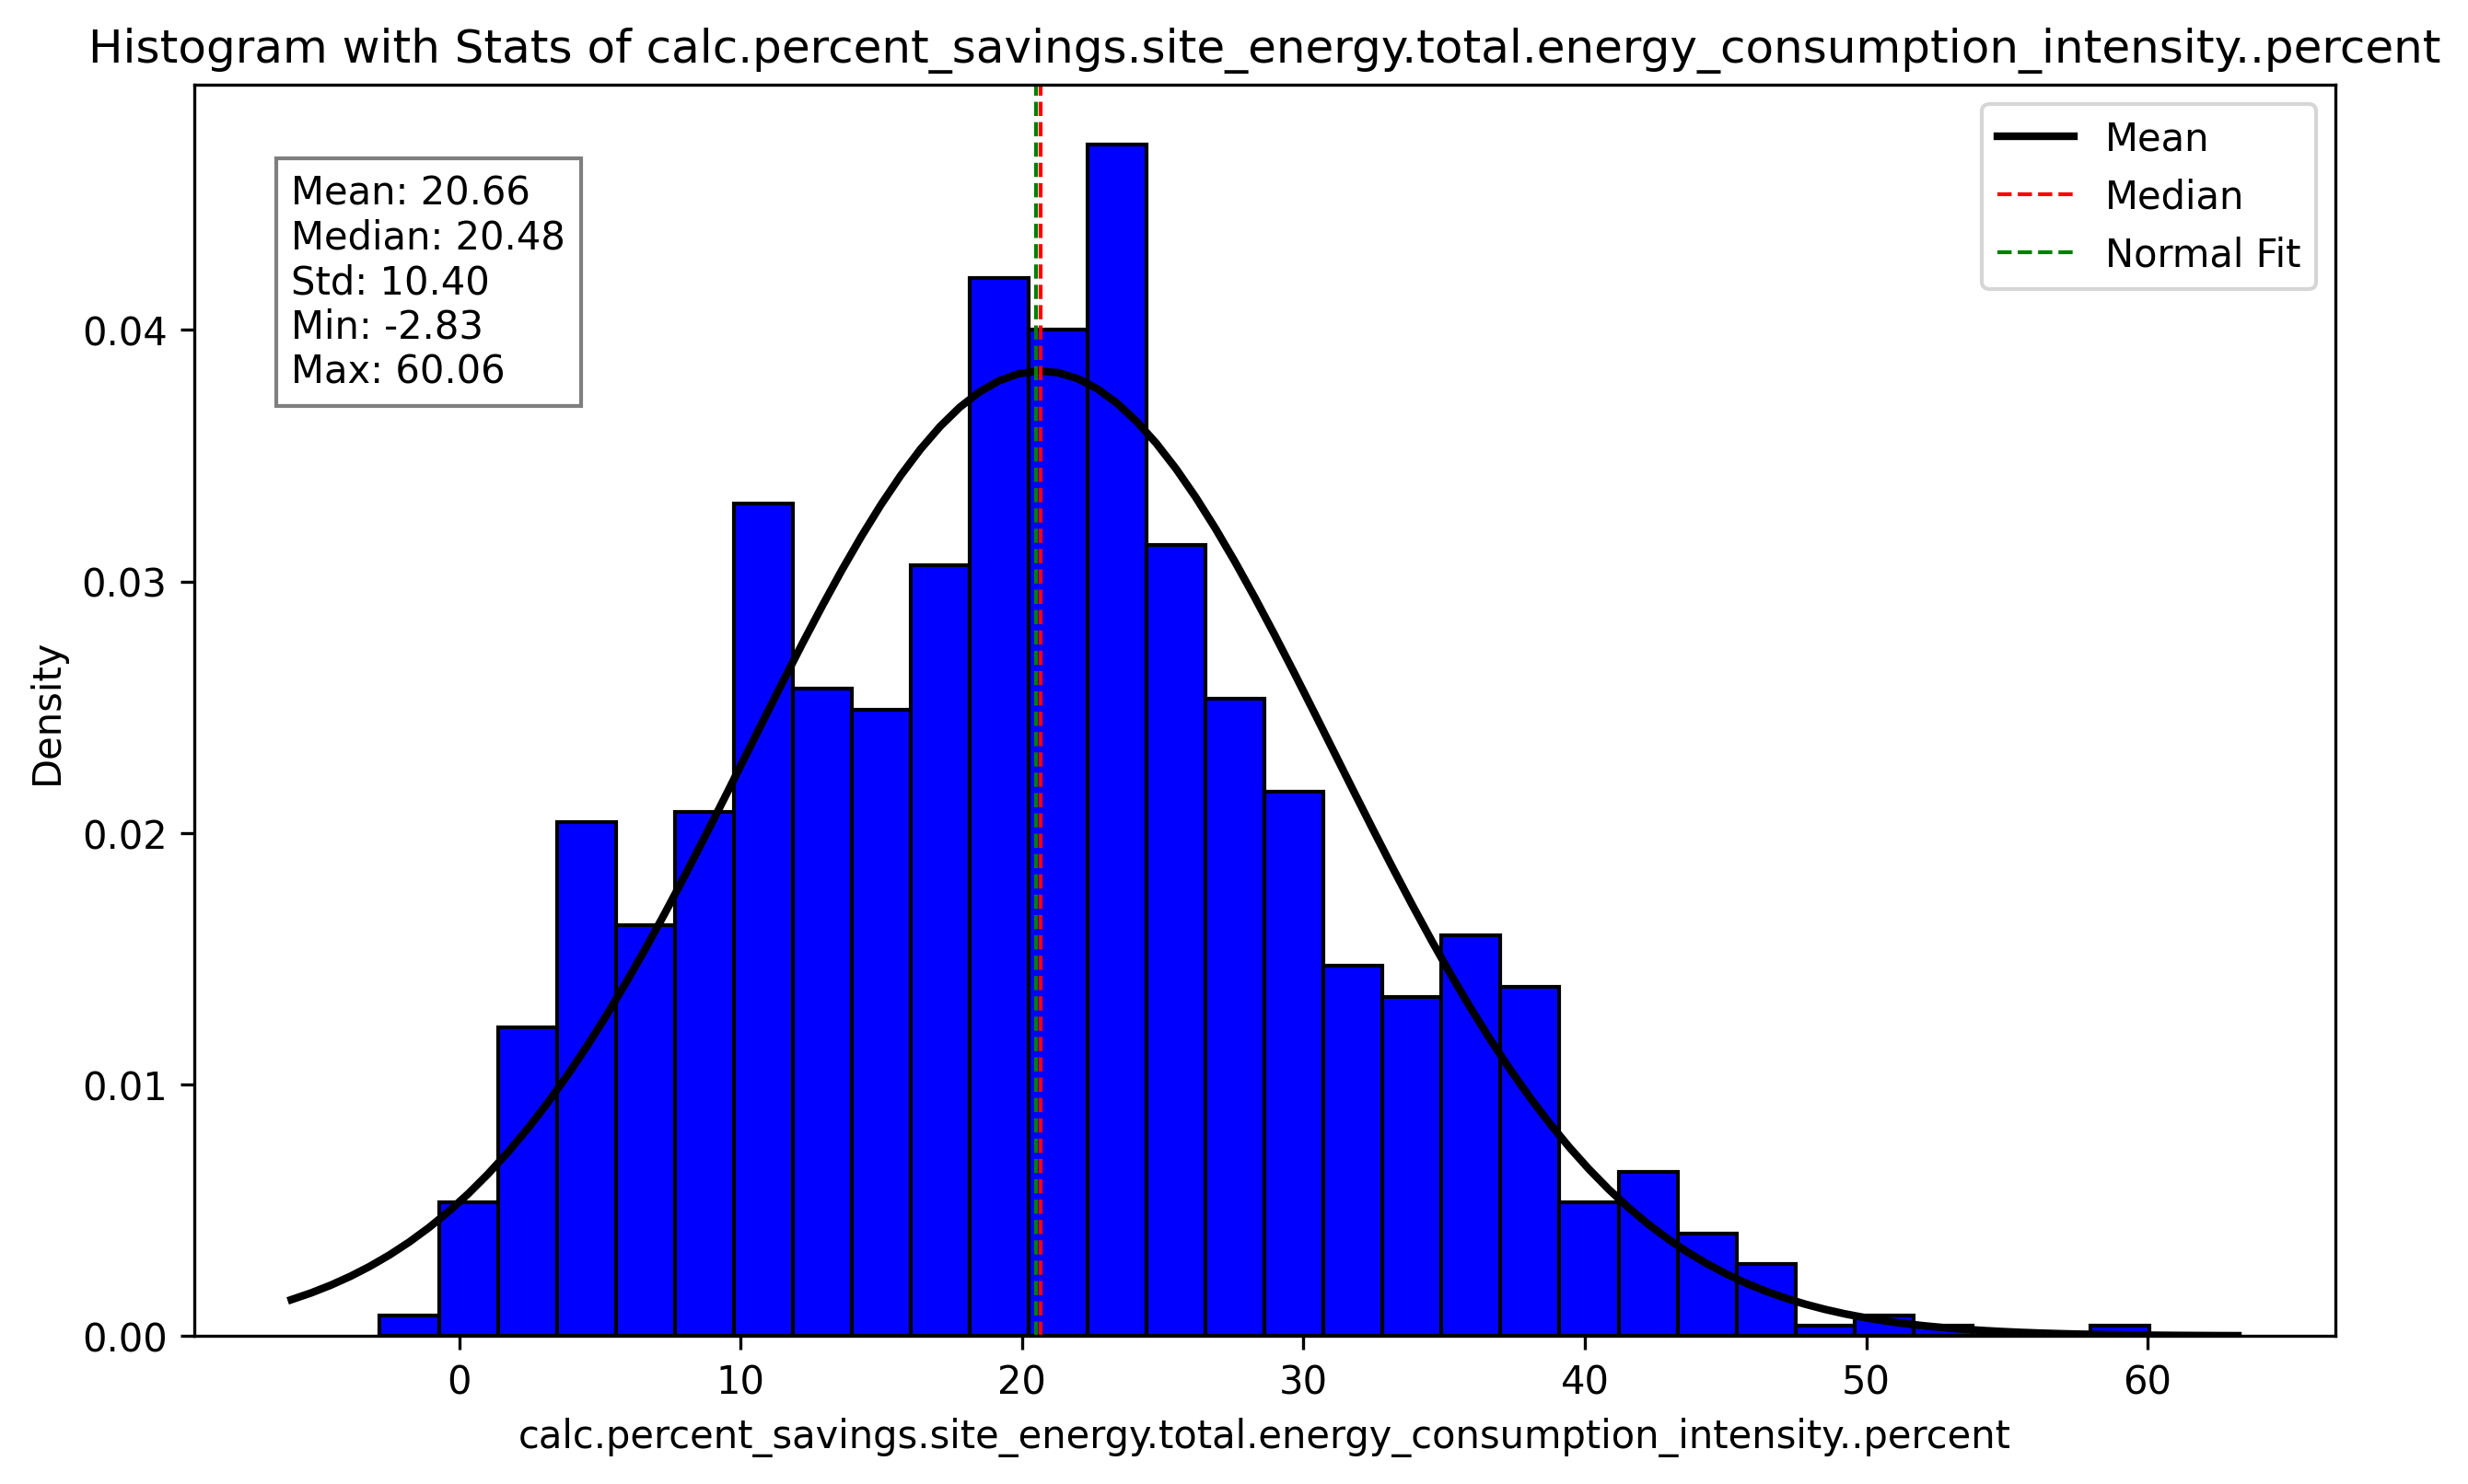 Histogram with Stats of calc.percent_savings.site_energy.total.energy_consumption_intensity..percent
Mean: 20.66
Median: 20.48
Std: 10.40
Min: -2.83
Max: 60.06
Mean
Median
Normal Fit
Density
0.04
0.03
0.02
0.01
0.00
0 10 20 30 40 50 60
calc.percent_savings.site_energy.total.energy_consumption_intensity..percent